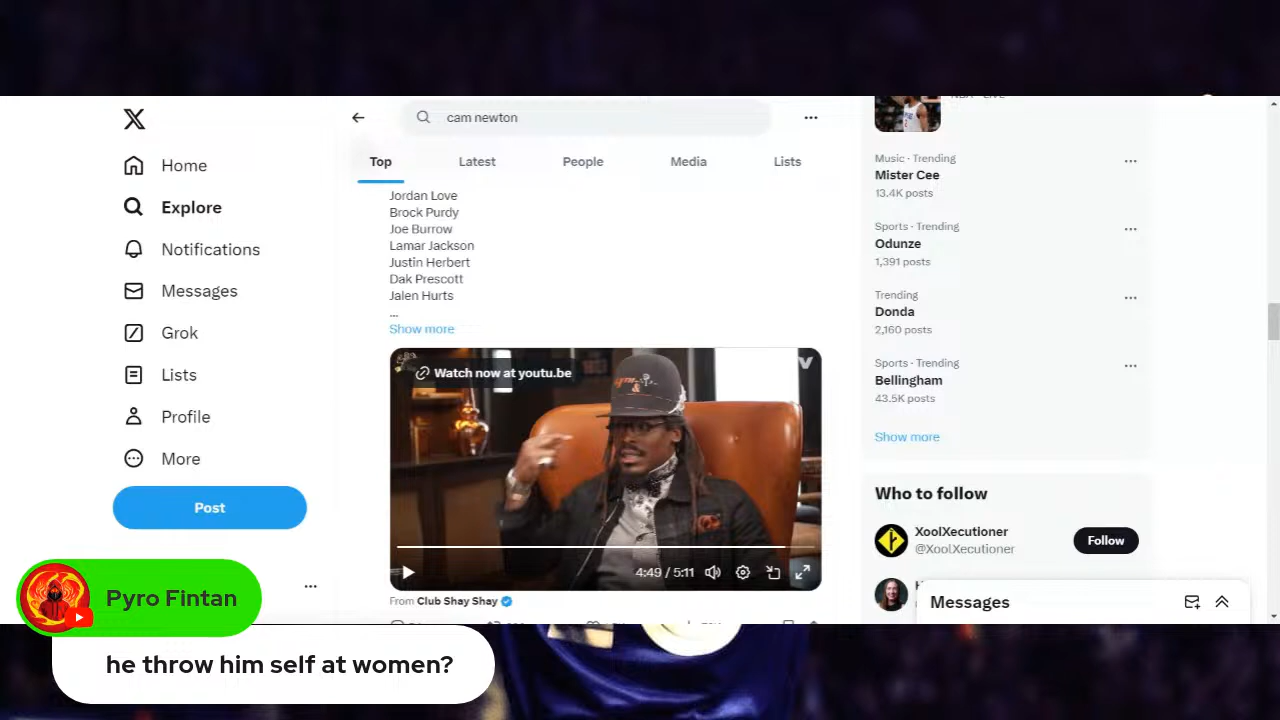 cam newton
Home
Explore
Notifications
Messages
Grok
Lists
Profile
More
Post
Top
Latest
People
Media
Lists
Jordan Love
Brock Purdy
Joe Burrow
Lamar Jackson
Justin Herbert
Dak Prescott
Jalen Hurts
...
Show more
Watch now at youtu.be
4:49 / 5:11
From Club Shay Shay
Music · Trending
Mister Cee
13.4K posts
Sports · Trending
Odunze
1,391 posts
Trending
Donda
2,160 posts
Sports · Trending
Bellingham
43.5K posts
Show more
Who to follow
XoolXecutioner
@XoolXecutioner
Follow
Messages
Pyro Fintan
he throw him self at women?